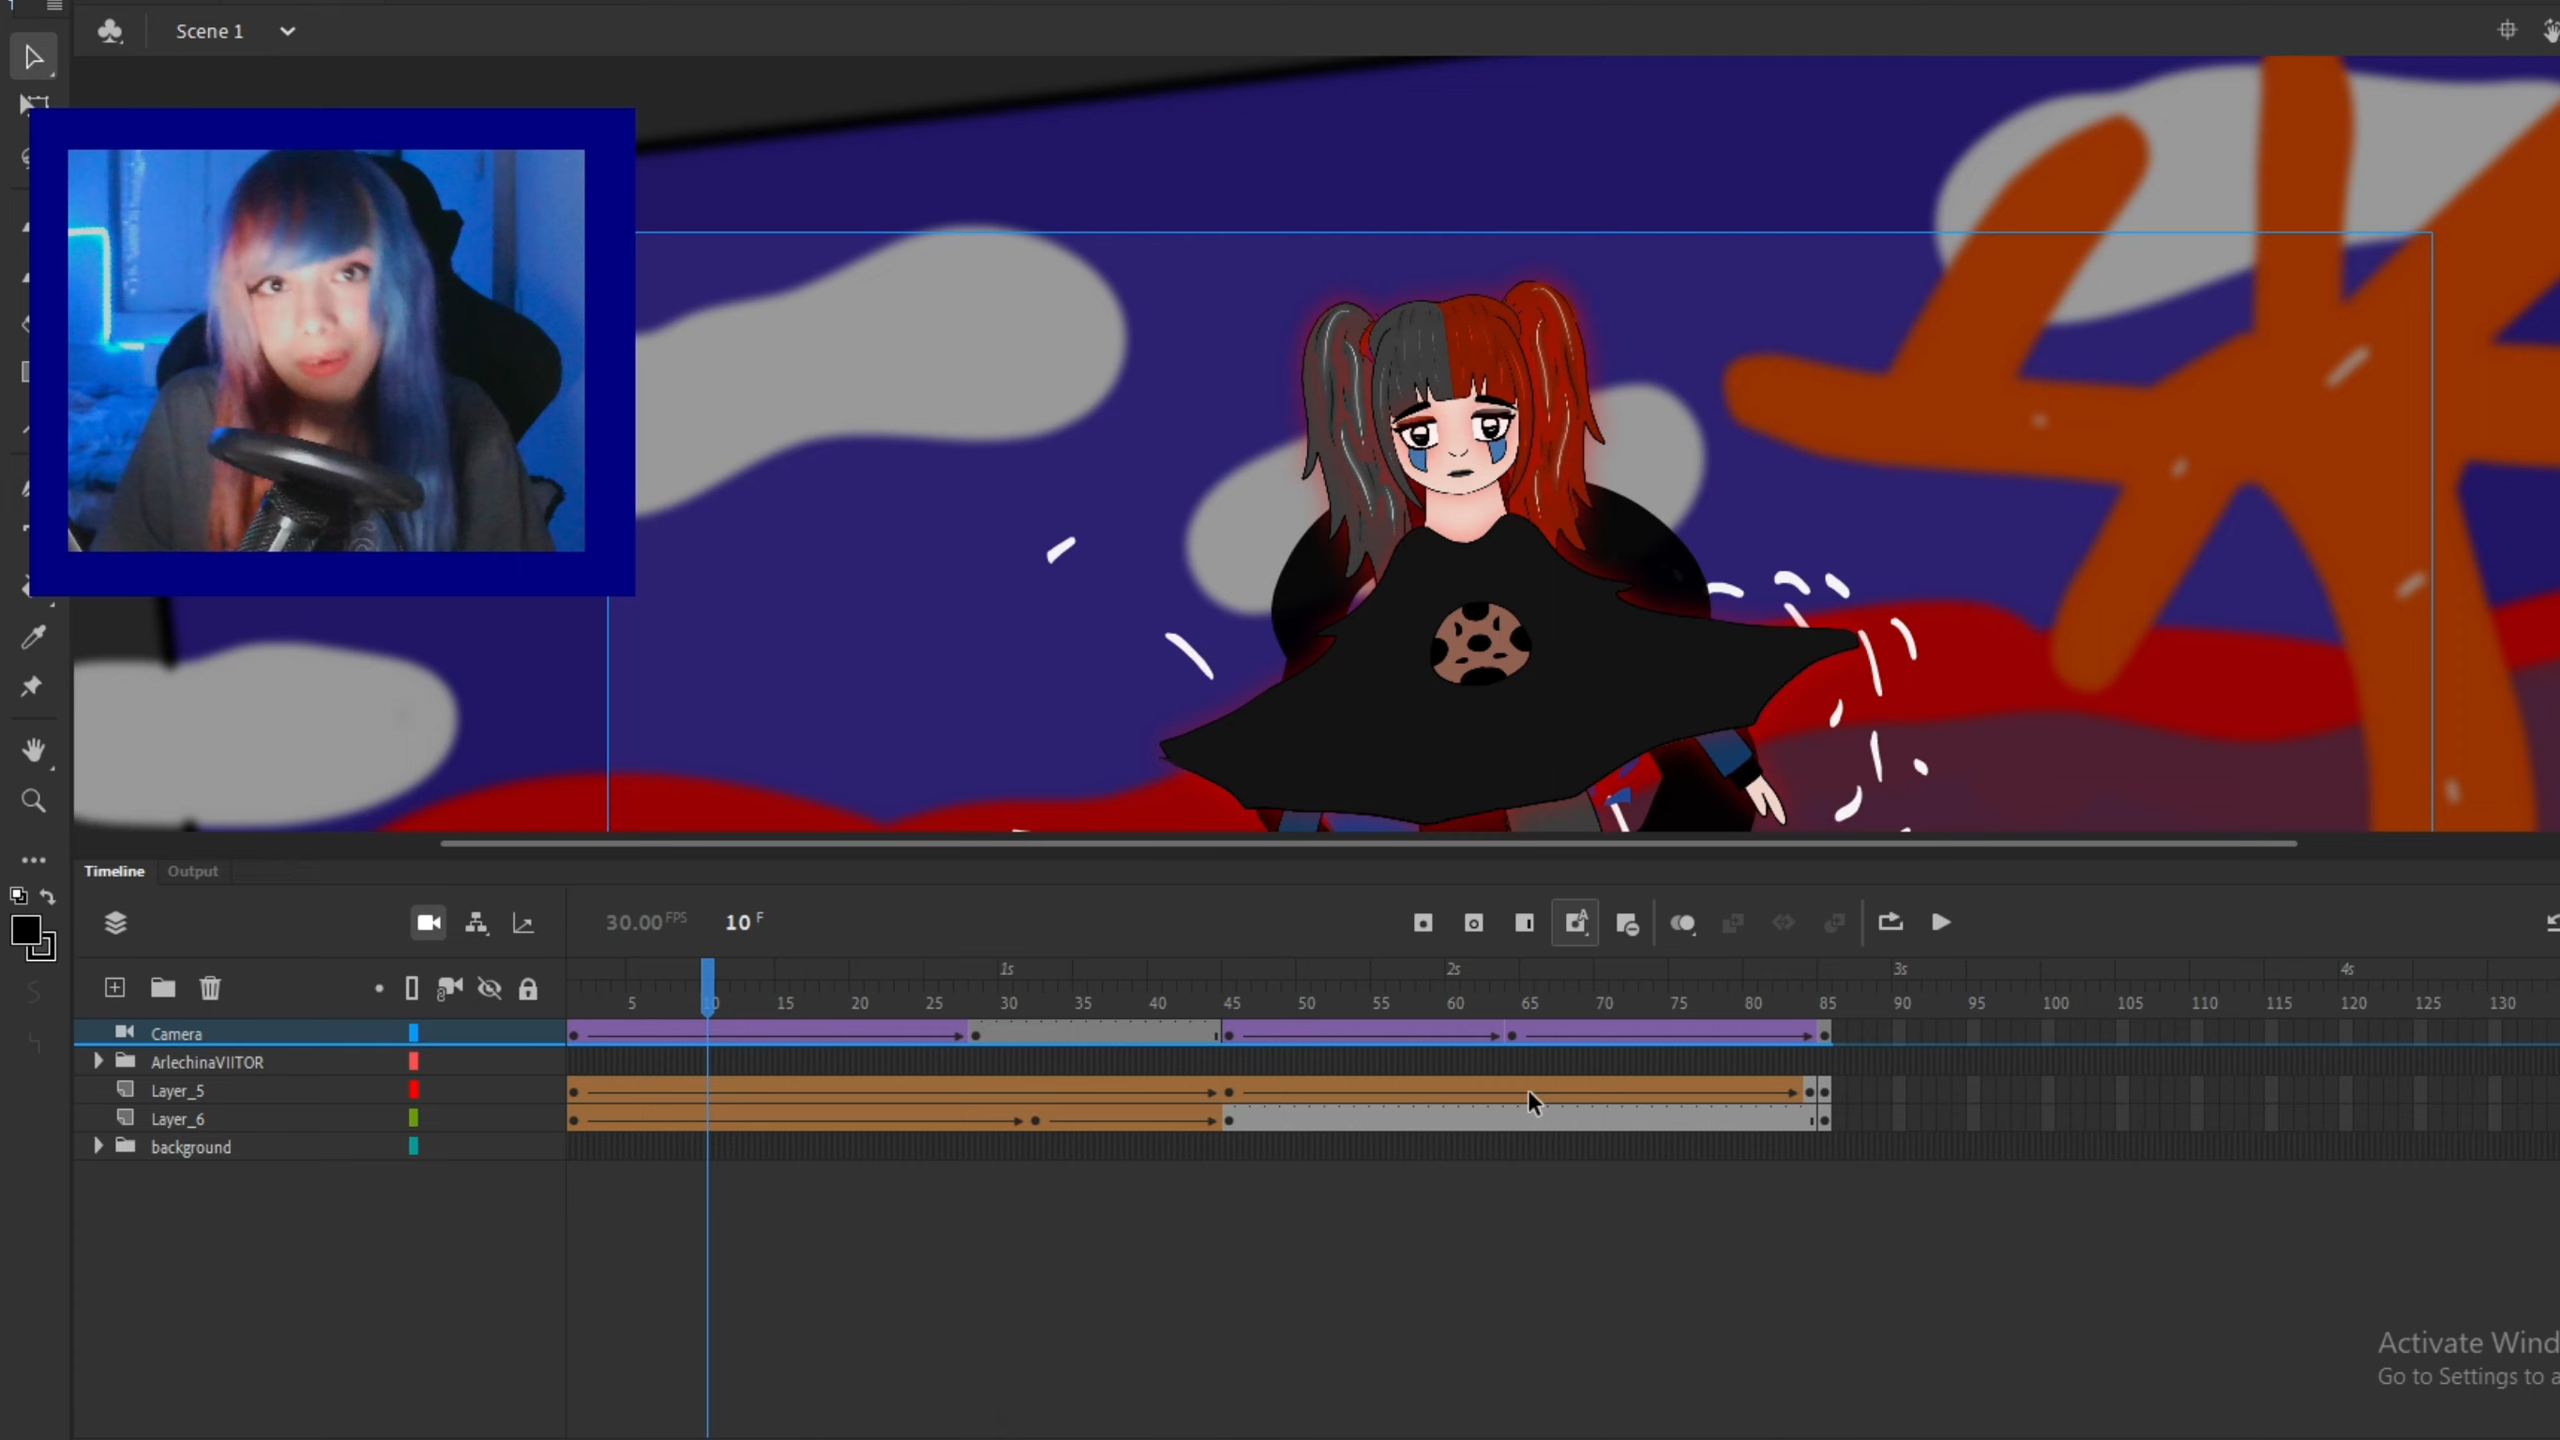 Scene 1
Timeline Output
30.00 FPS 10 F
1s 2s 3s 4s
5 10 15 20 25 30 35 40 45 50 55 60 65 70 75 80 85 90 95 100 105 110 115 120 125 130
Camera
ArlechinaVIITOR
Layer_5
Layer_6
background
Activate Wind
Go to Settings to a